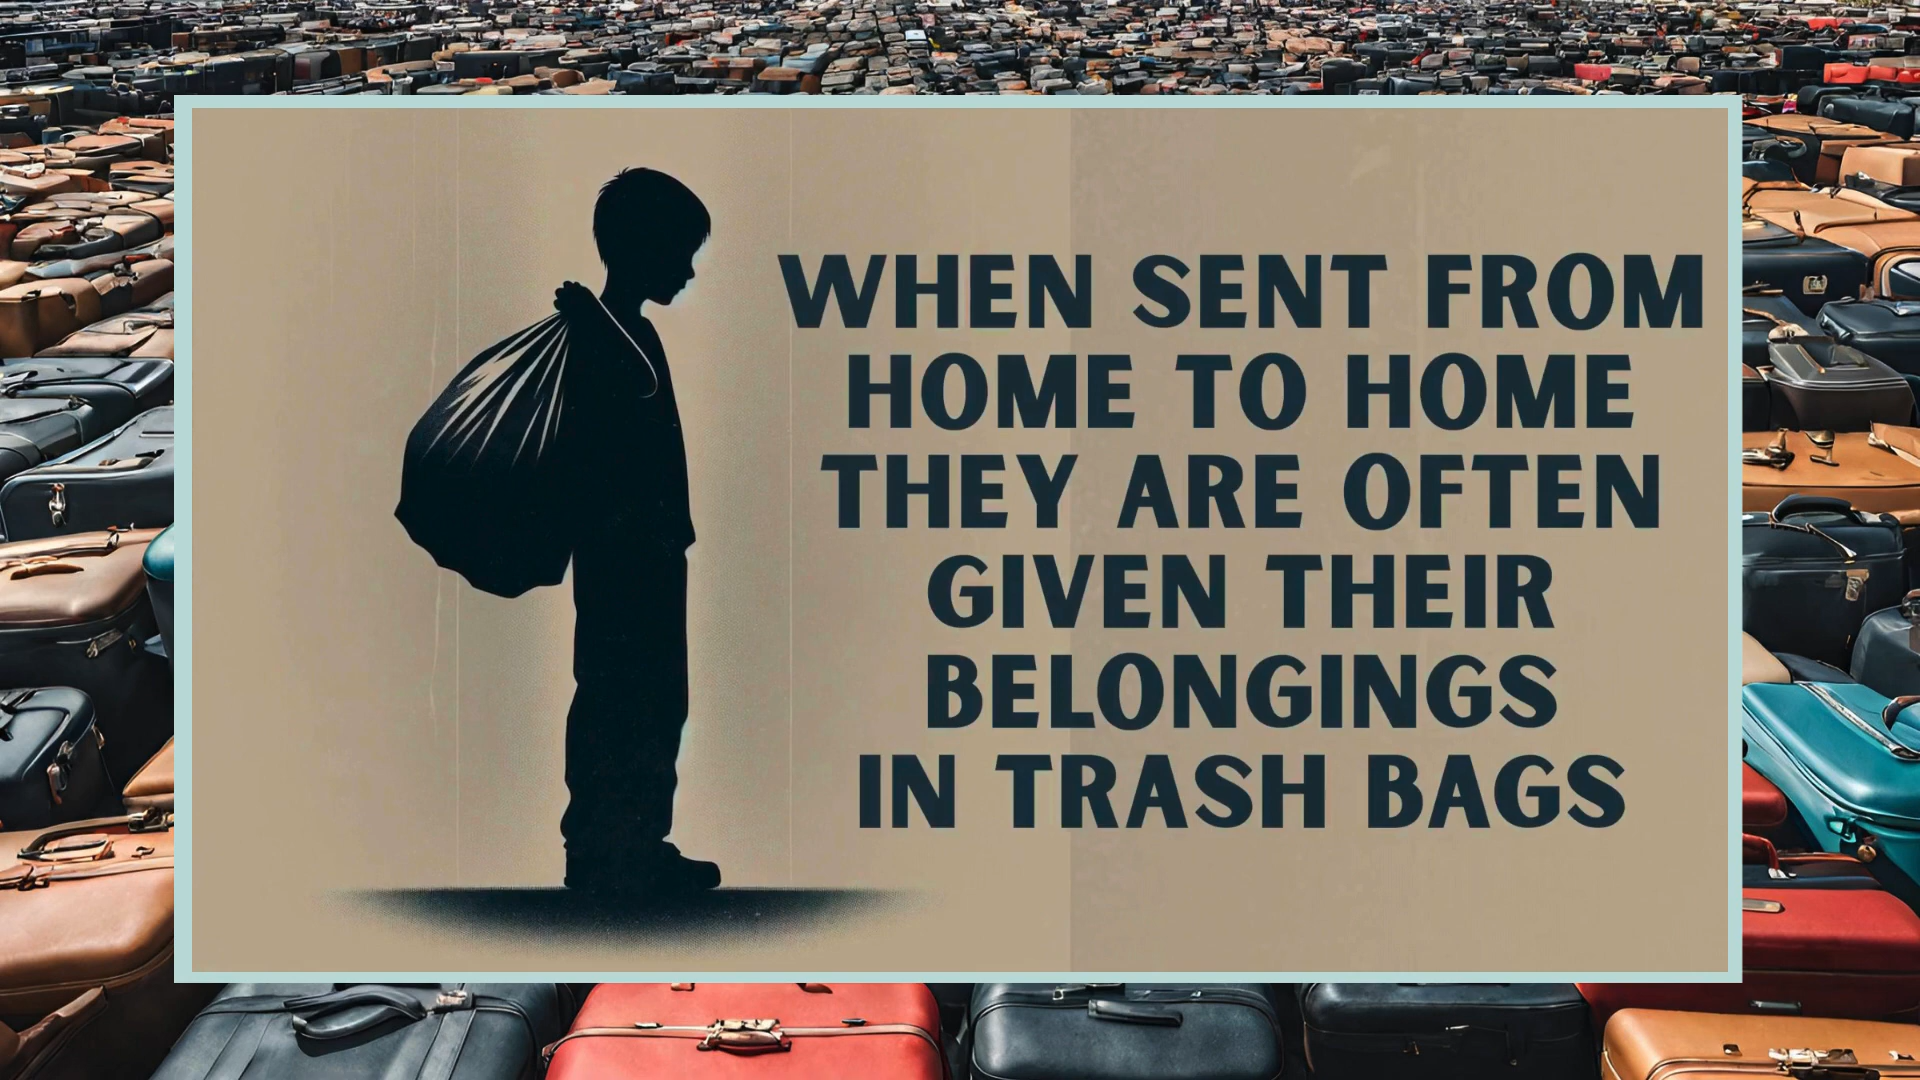 WHEN SENT FROM
HOME TO HOME
THEY ARE OFTEN
GIVEN THEIR
BELONGINGS
IN TRASH BAGS